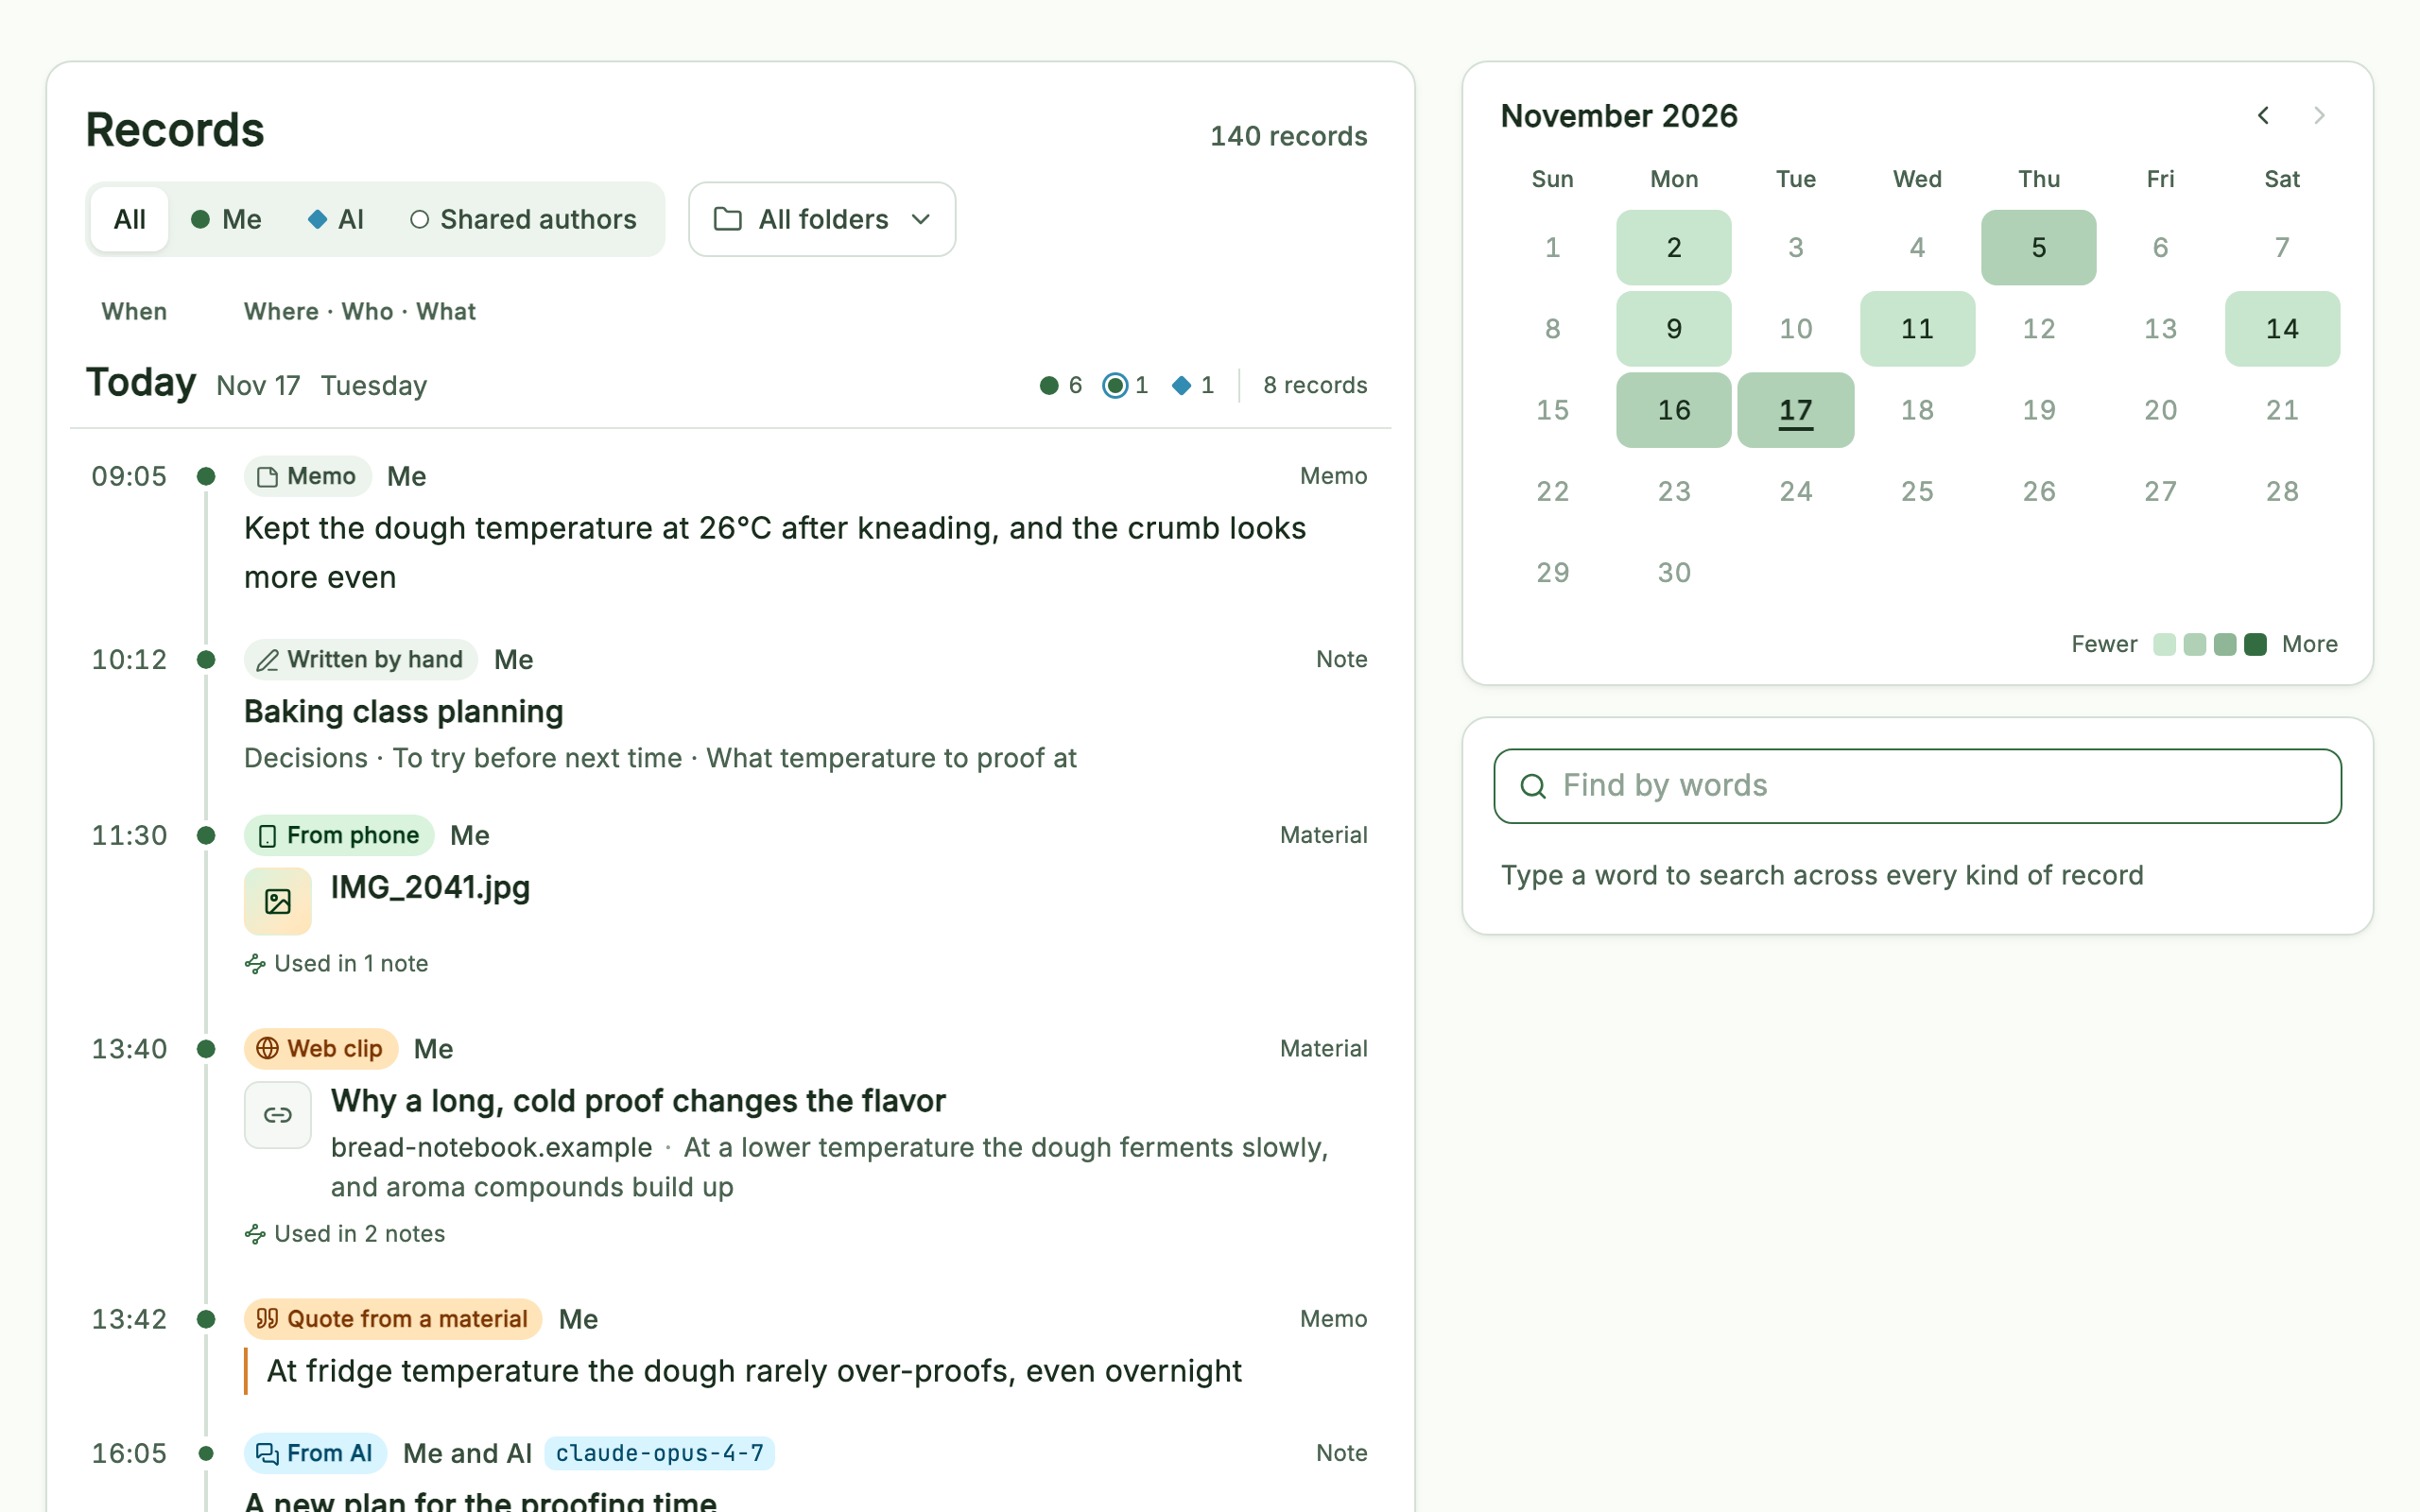 Records
140 records
All
Me
AI
Shared authors
All folders
When
Where · Who · What
Today Nov 17 Tuesday
6 1 1 8 records
09:05 Memo Me Memo
Kept the dough temperature at 26°C after kneading, and the crumb looks
more even
10:12 Written by hand Me Note
Baking class planning
Decisions · To try before next time · What temperature to proof at
11:30 From phone Me Material
IMG_2041.jpg
Used in 1 note
13:40 Web clip Me Material
Why a long, cold proof changes the flavor
bread-notebook.example · At a lower temperature the dough ferments slowly,
and aroma compounds build up
Used in 2 notes
13:42 Quote from a material Me Memo
At fridge temperature the dough rarely over-proofs, even overnight
16:05 From AI Me and AI claude-opus-4-7 Note
A new plan for the proofing time
November 2026
Sun Mon Tue Wed Thu Fri Sat
1 2 3 4 5 6 7
8 9 10 11 12 13 14
15 16 17 18 19 20 21
22 23 24 25 26 27 28
29 30
Fewer More
Find by words
Type a word to search across every kind of record